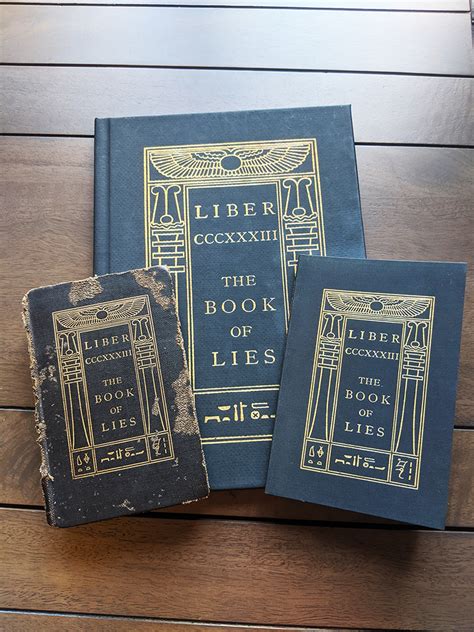 LIBER
CCCXXXIII
THE
BOOK
OF
LIES
LIBER
CCCXXXIII
THE
BOOK
OF
LIES
LIBER
CCCXXXIII
THE
BOOK
OF
LIES